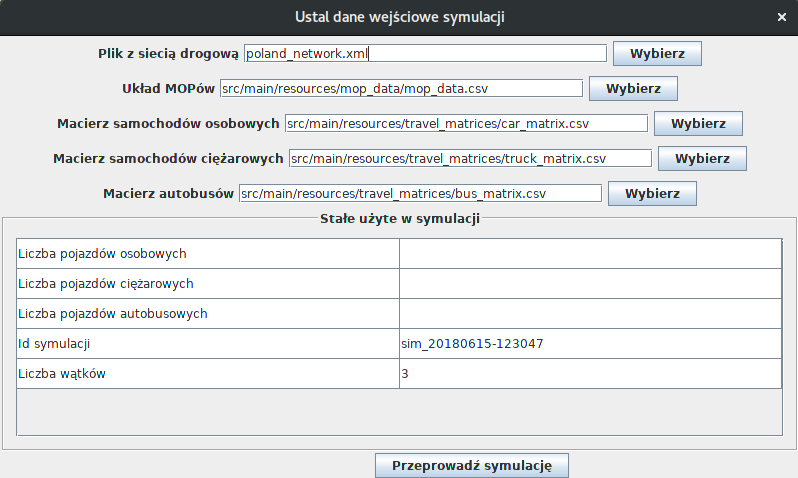 Ustal dane wejściowe symulacji
Plik z siecią drogową poland_network.xml Wybierz
Układ MOPów src/main/resources/mop_data/mop_data.csv Wybierz
Macierz samochodów osobowych src/main/resources/travel_matrices/car_matrix.csv Wybierz
Macierz samochodów ciężarowych src/main/resources/travel_matrices/truck_matrix.csv Wybierz
Macierz autobusów src/main/resources/travel_matrices/bus_matrix.csv Wybierz
Stałe użyte w symulacji
Liczba pojazdów osobowych
Liczba pojazdów ciężarowych
Liczba pojazdów autobusowych
Id symulacji sim_20180615-123047
Liczba wątków 3
Przeprowadź symulację